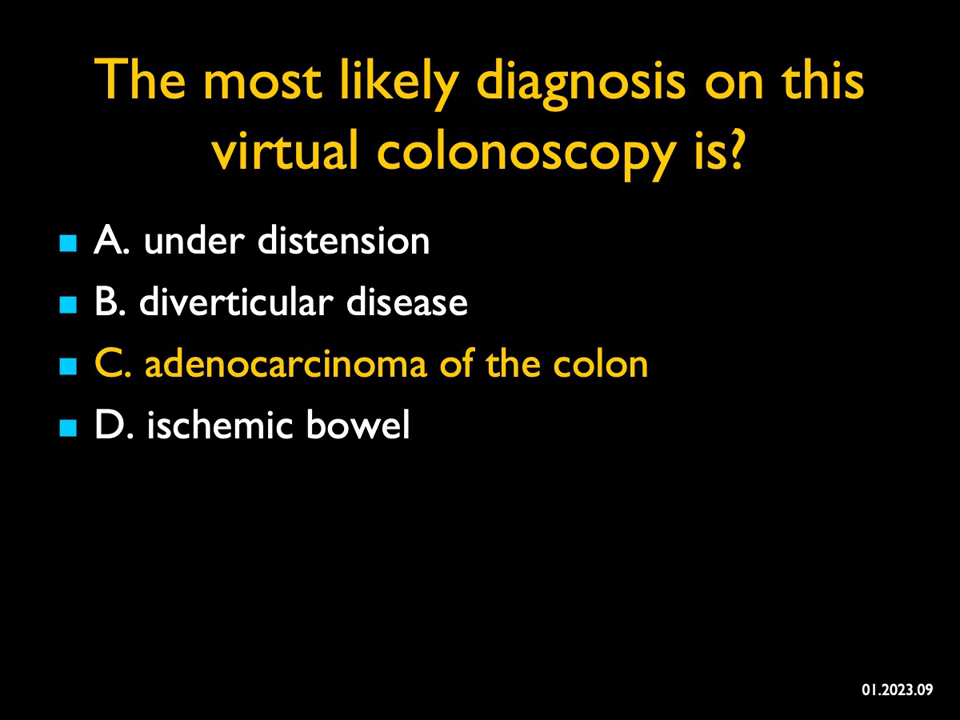 The most likely diagnosis on this
virtual colonoscopy is?
A. under distension
B. diverticular disease
C. adenocarcinoma of the colon
D. ischemic bowel
01.2023.09